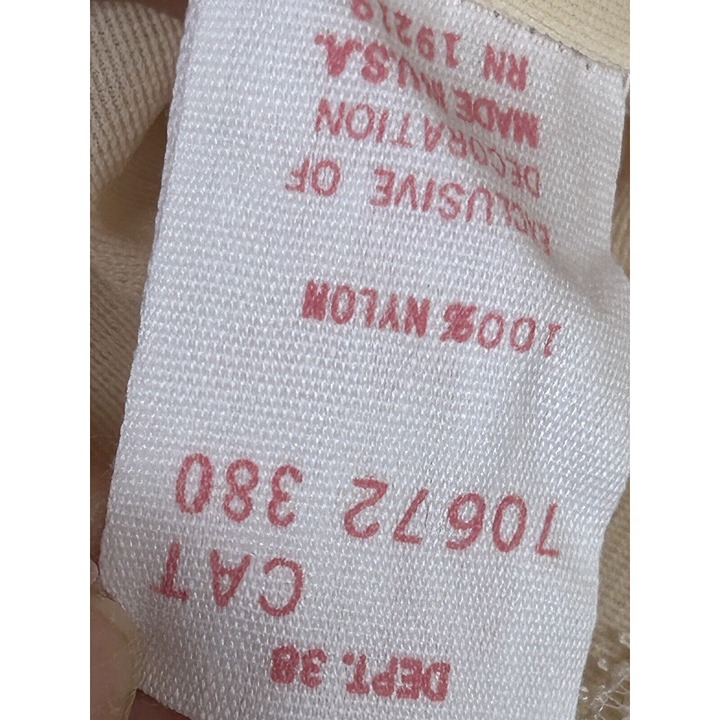 DEPT. 38
CAT
70672 380
100% NYLON
EXCLUSIVE OF
DECORATION
MADE IN U.S.A.
RN 19219